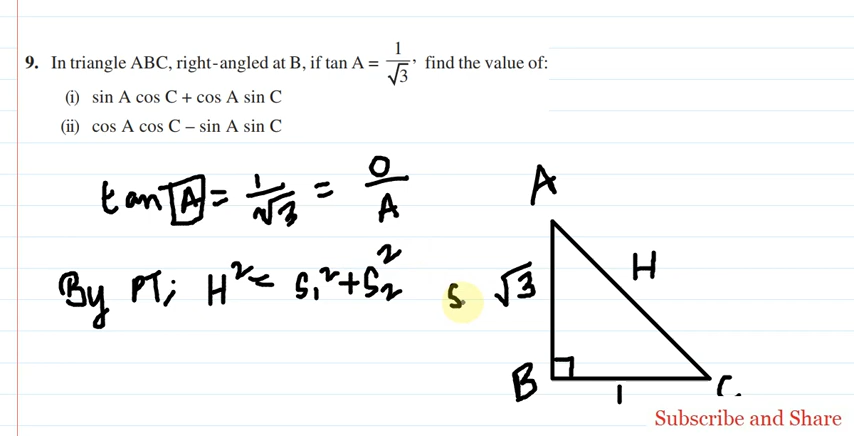 9. In triangle ABC, right-angled at B, if tan A = 1/√3, find the value of:
(i) sin A cos C + cos A sin C
(ii) cos A cos C – sin A sin C
tan A = 1/√3 = O/A
By PT; H² = S₁² + S₂²
A
S √3 H
B 1 C
Subscribe and Share